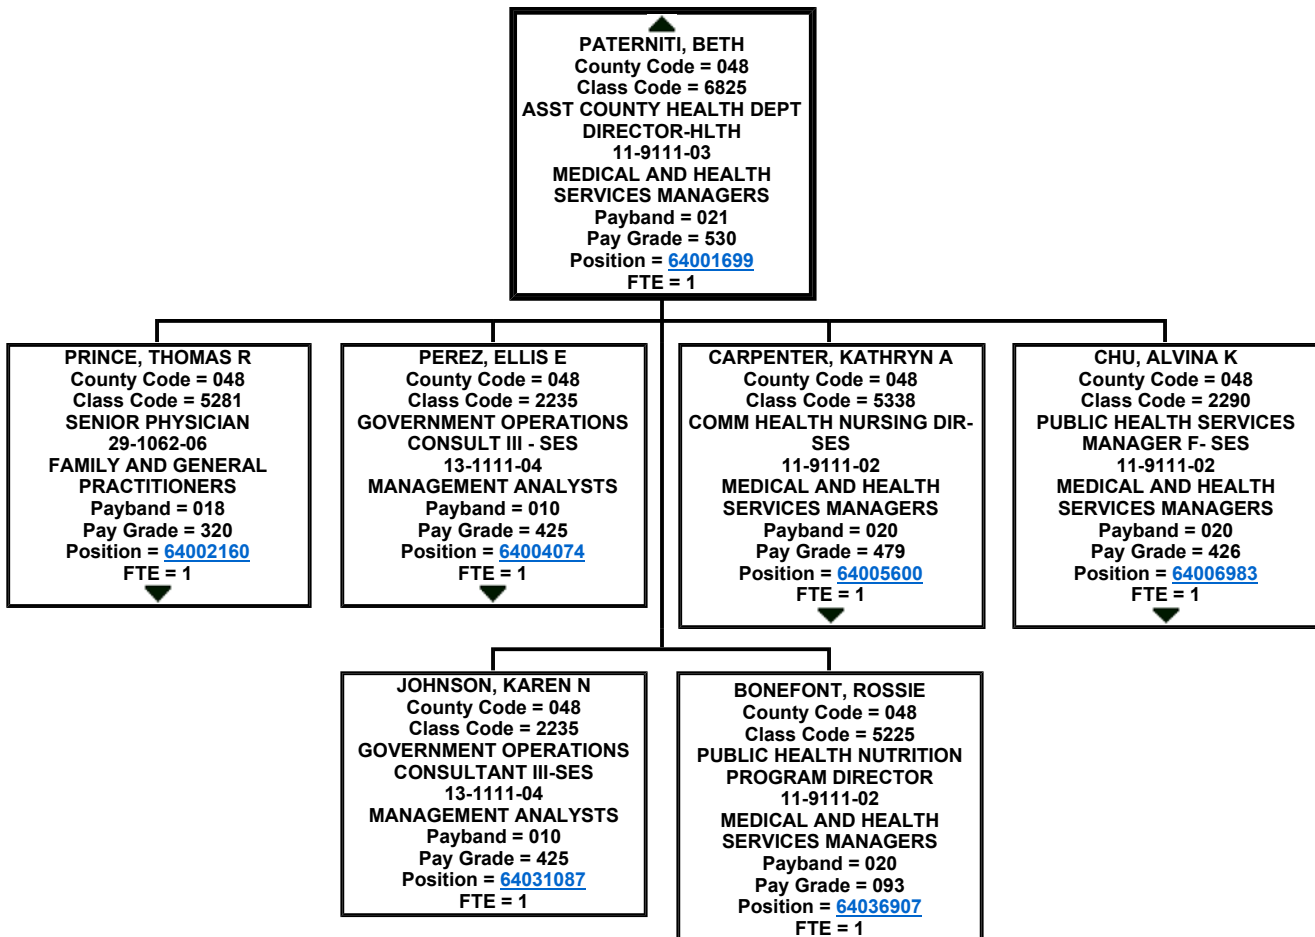 PATERNITI, BETH
County Code = 048
Class Code = 6825
ASST COUNTY HEALTH DEPT
DIRECTOR-HLTH
11-9111-03
MEDICAL AND HEALTH
SERVICES MANAGERS
Payband = 021
Pay Grade = 530
Position = 64001699
FTE = 1
PRINCE, THOMAS R
County Code = 048
Class Code = 5281
SENIOR PHYSICIAN
29-1062-06
FAMILY AND GENERAL
PRACTITIONERS
Payband = 018
Pay Grade = 320
Position = 64002160
FTE = 1
PEREZ, ELLIS E
County Code = 048
Class Code = 2235
GOVERNMENT OPERATIONS
CONSULT III - SES
13-1111-04
MANAGEMENT ANALYSTS
Payband = 010
Pay Grade = 425
Position = 64004074
FTE = 1
CARPENTER, KATHRYN A
County Code = 048
Class Code = 5338
COMM HEALTH NURSING DIR-
SES
11-9111-02
MEDICAL AND HEALTH
SERVICES MANAGERS
Payband = 020
Pay Grade = 479
Position = 64005600
FTE = 1
CHU, ALVINA K
County Code = 048
Class Code = 2290
PUBLIC HEALTH SERVICES
MANAGER F- SES
11-9111-02
MEDICAL AND HEALTH
SERVICES MANAGERS
Payband = 020
Pay Grade = 426
Position = 64006983
FTE = 1
JOHNSON, KAREN N
County Code = 048
Class Code = 2235
GOVERNMENT OPERATIONS
CONSULTANT III-SES
13-1111-04
MANAGEMENT ANALYSTS
Payband = 010
Pay Grade = 425
Position = 64031087
FTE = 1
BONEFONT, ROSSIE
County Code = 048
Class Code = 5225
PUBLIC HEALTH NUTRITION
PROGRAM DIRECTOR
11-9111-02
MEDICAL AND HEALTH
SERVICES MANAGERS
Payband = 020
Pay Grade = 093
Position = 64036907
FTE = 1